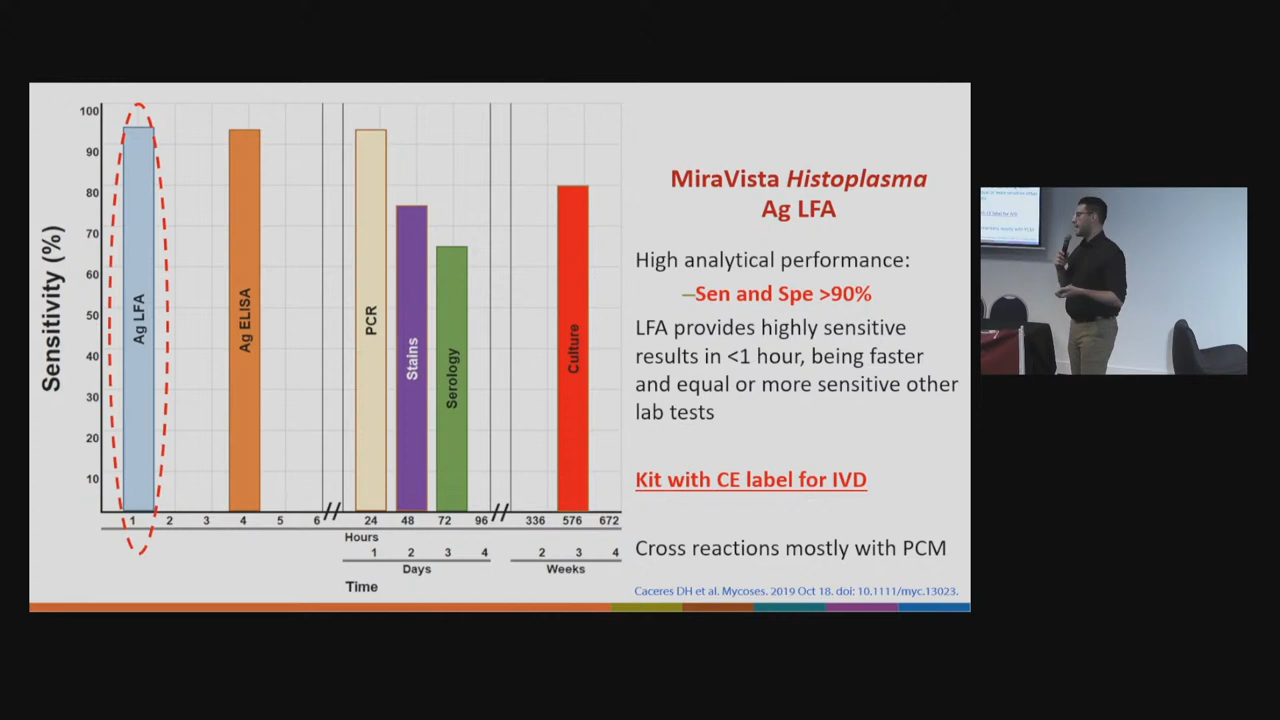 100
90
80
70
60
50
40
30
20
10
Sensitivity (%)
Ag LFA
Ag ELISA
PCR
Stains
Serology
Culture
1 2 3 4 5 6 // 24 48 72 96 // 336 576 672
Hours
1 2 3 4 2 3 4
Days Weeks
Time
MiraVista Histoplasma
Ag LFA
High analytical performance:
–Sen and Spe >90%
LFA provides highly sensitive
results in <1 hour, being faster
and equal or more sensitive other
lab tests
Kit with CE label for IVD
Cross reactions mostly with PCM
Caceres DH et al. Mycoses. 2019 Oct 18. doi: 10.1111/myc.13023.